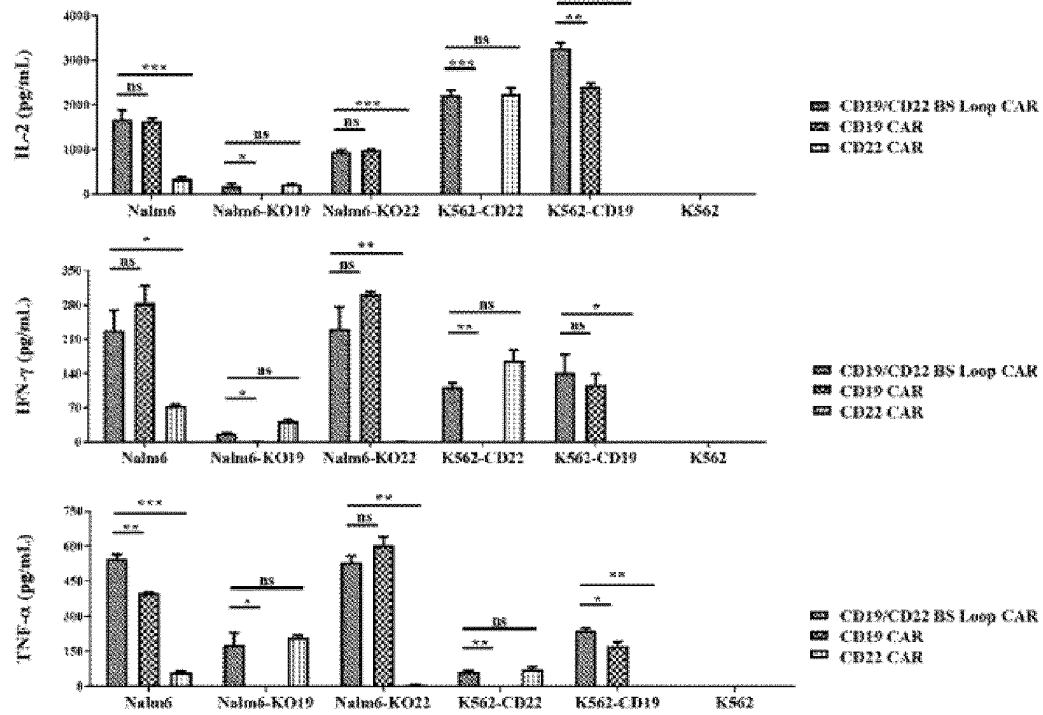 IL-2 (pg/mL)
4000
3000
2000
1000
0
***
ns
ns
*
***
ns
ns
***
**
Nalm6
Nalm6-KO19
Nalm6-KO22
K562-CD22
K562-CD19
K562
CD19/CD22 BS Loop CAR
CD19 CAR
CD22 CAR
IFN-γ (pg/mL)
350
280
210
140
70
0
*
ns
ns
*
**
ns
ns
**
*
ns
Nalm6
Nalm6-KO19
Nalm6-KO22
K562-CD22
K562-CD19
K562
CD19/CD22 BS Loop CAR
CD19 CAR
CD22 CAR
TNF-α (pg/mL)
750
600
450
300
150
0
***
**
ns
*
**
ns
ns
**
**
*
Nalm6
Nalm6-KO19
Nalm6-KO22
K562-CD22
K562-CD19
K562
CD19/CD22 BS Loop CAR
CD19 CAR
CD22 CAR